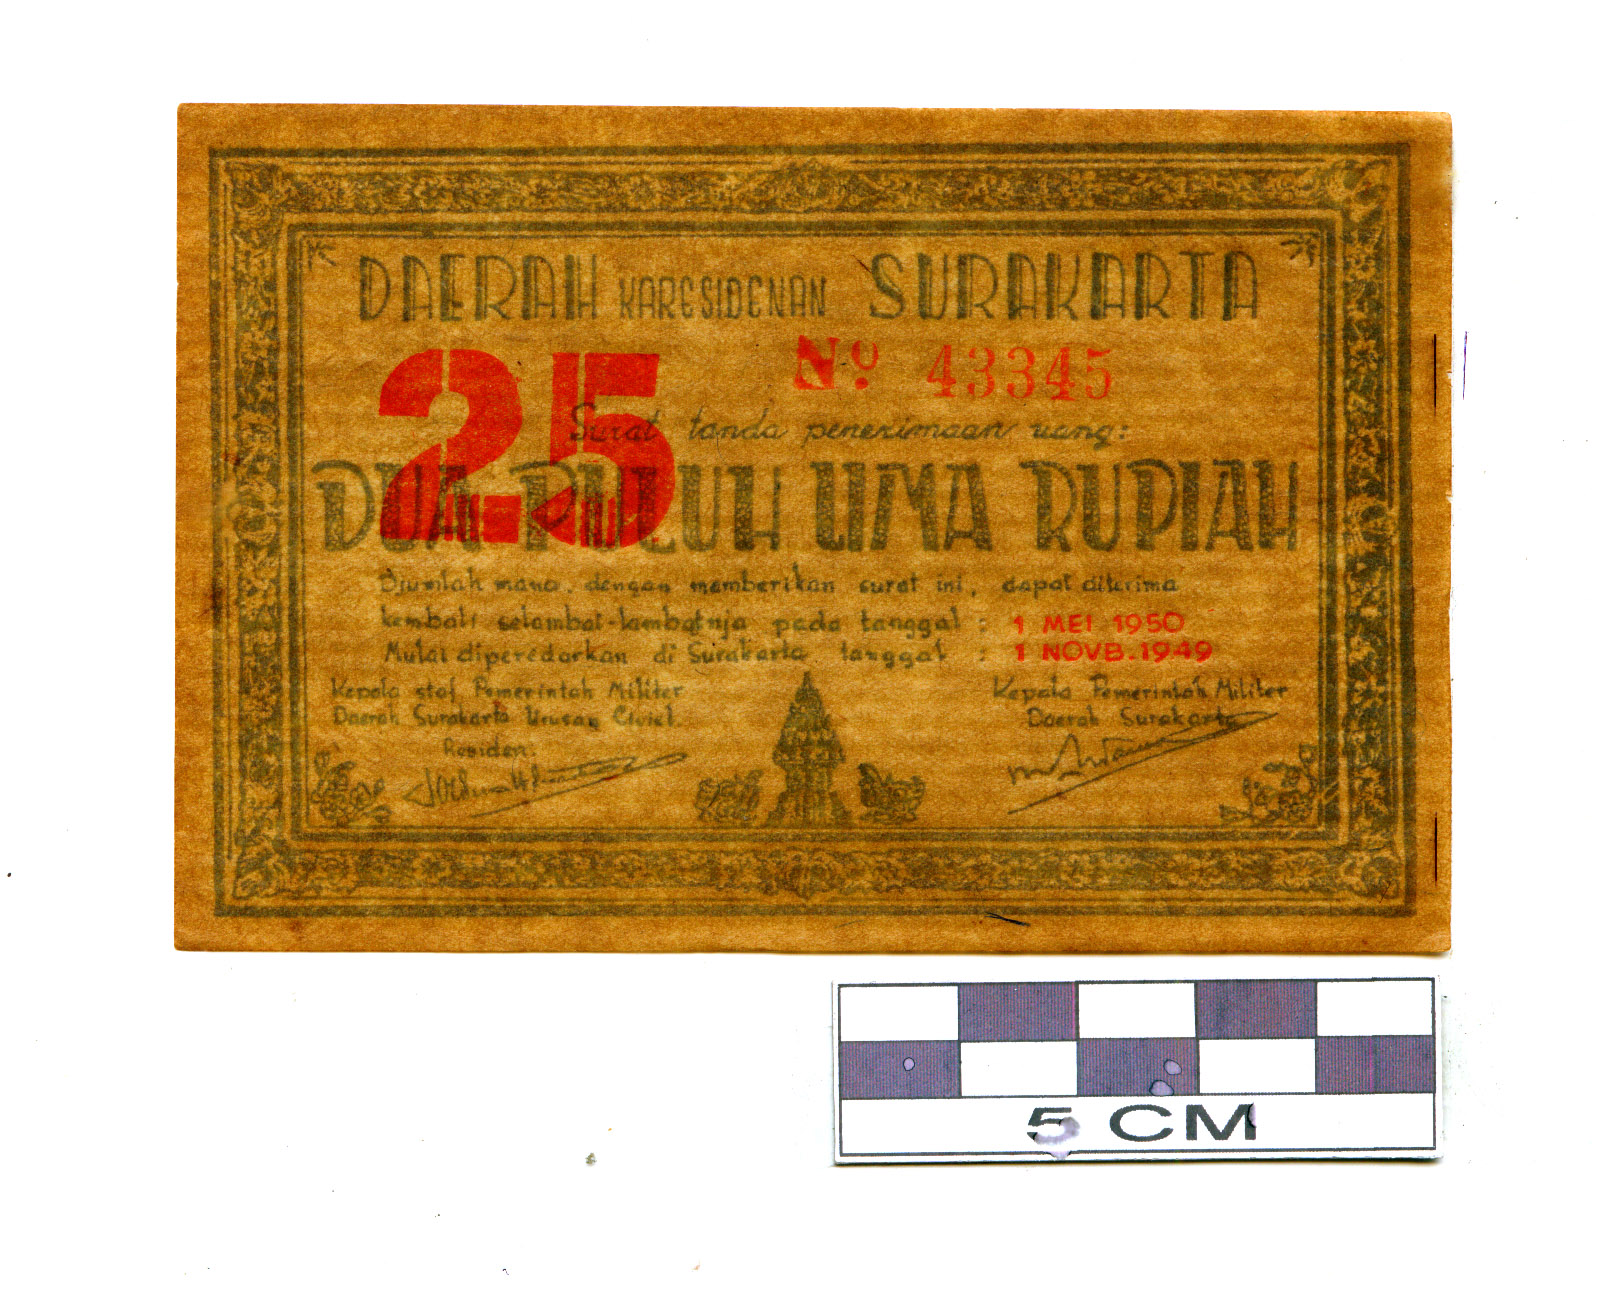 DAERAH KARESIDENAN SURAKARTA
25
No. 43345
Surat tanda penerimaan uang:
DUA PULUH LIMA RUPIAH
Djumlah mana, dengan memberikan surat ini, dapat diterima
kembali selambat-lambatnja pada tanggal : 1 MEI 1950
Mulai diperedarkan di Surakarta tanggal : 1 NOVB.1949
Kepala staf Pemerintah Militer
Daerah Surakarta Urusan Civiel.
Residen:
Kepala Pemerintah Militer
Daerah Surakarta
5 CM